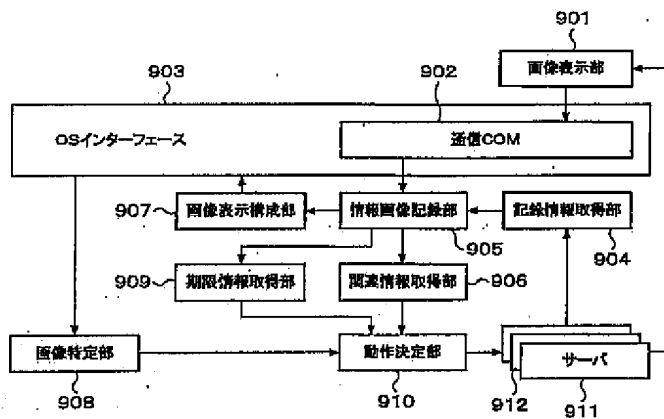 901
画像表示部
903
902
OSインターフェース
通信COM
907
画像表示構成部
情報画像記録部
905
記録情報取得部
904
909
期限情報取得部
関連情報取得部
906
画像特定部
908
動作決定部
910
サーバ
912
911